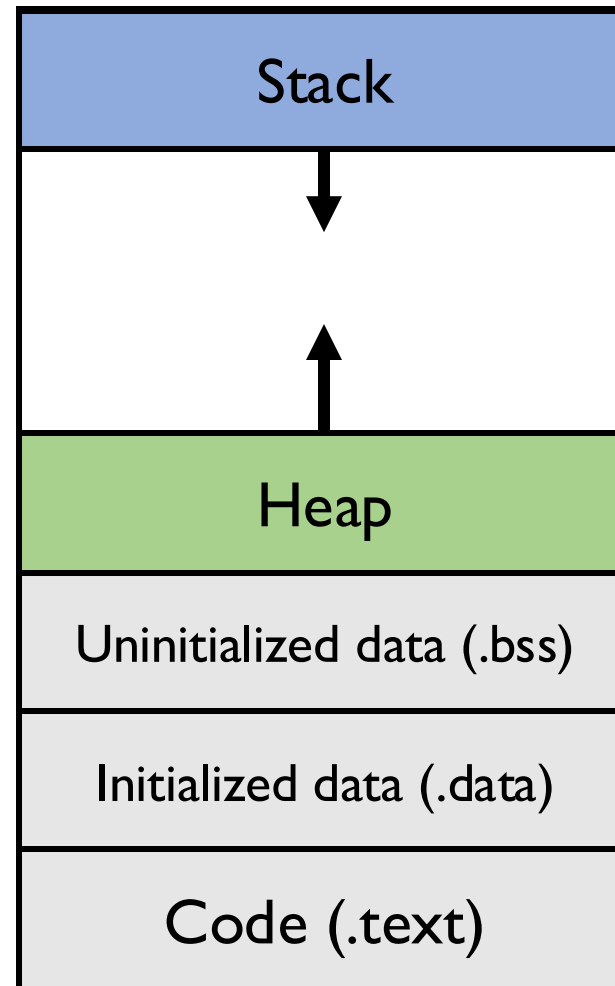 Stack
Heap
Uninitialized data (.bss)
Initialized data (.data)
Code (.text)